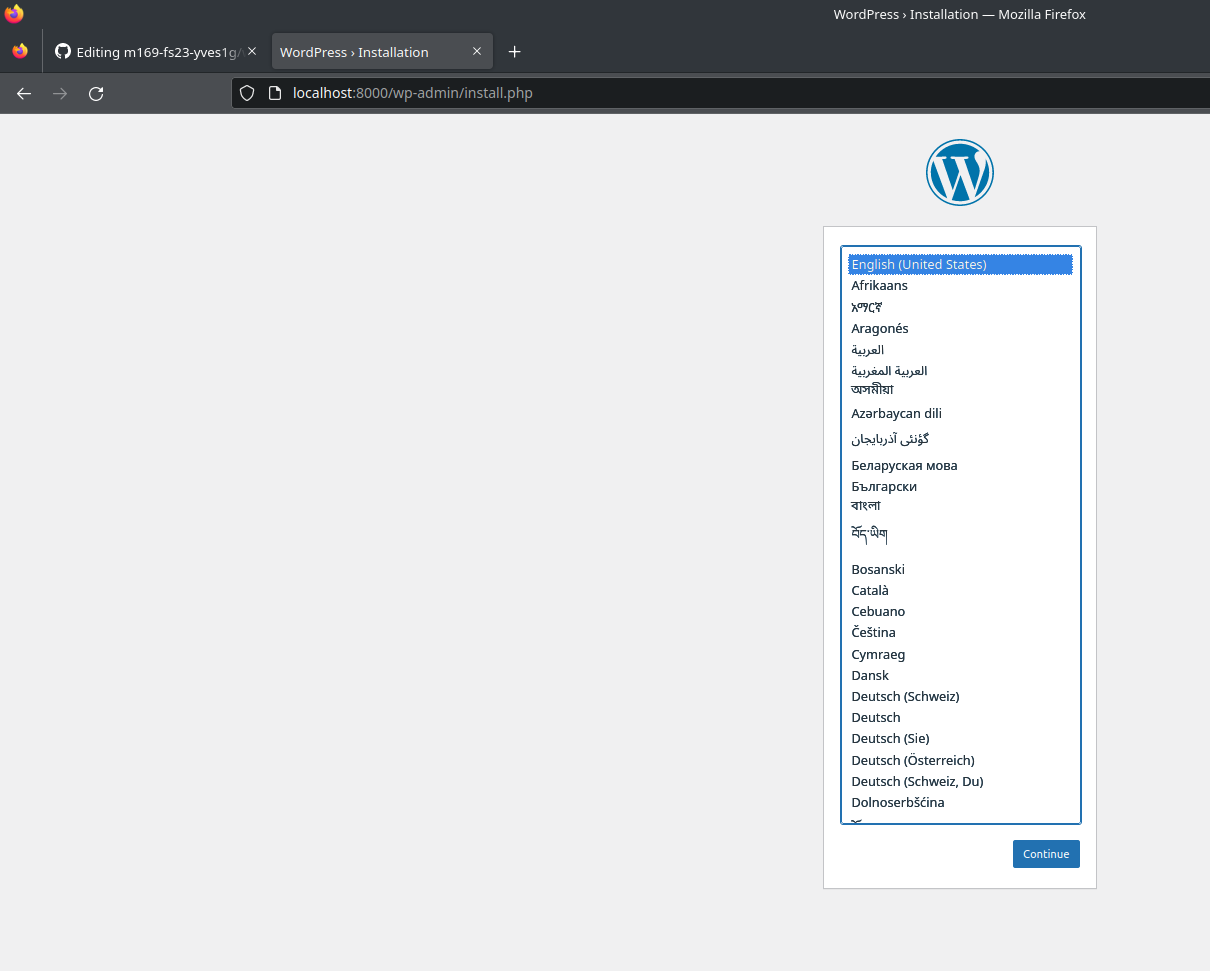 WordPress › Installation — Mozilla Firefox
Editing m169-fs23-yves1g/
WordPress › Installation
localhost:8000/wp-admin/install.php
English (United States)
Afrikaans
አማርኛ
Aragonés
العربية
العربية المغربية
অসমীয়া
Azərbaycan dili
گؤنئی آذربایجان
Беларуская мова
Български
বাংলা
བོད་ཡིག
Bosanski
Català
Cebuano
Čeština
Cymraeg
Dansk
Deutsch (Schweiz)
Deutsch
Deutsch (Sie)
Deutsch (Österreich)
Deutsch (Schweiz, Du)
Dolnoserbšćina
Continue